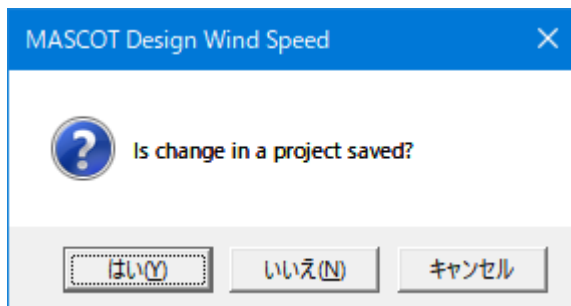 MASCOT Design Wind Speed
Is change in a project saved?
はい(Y) いいえ(N) キャンセル